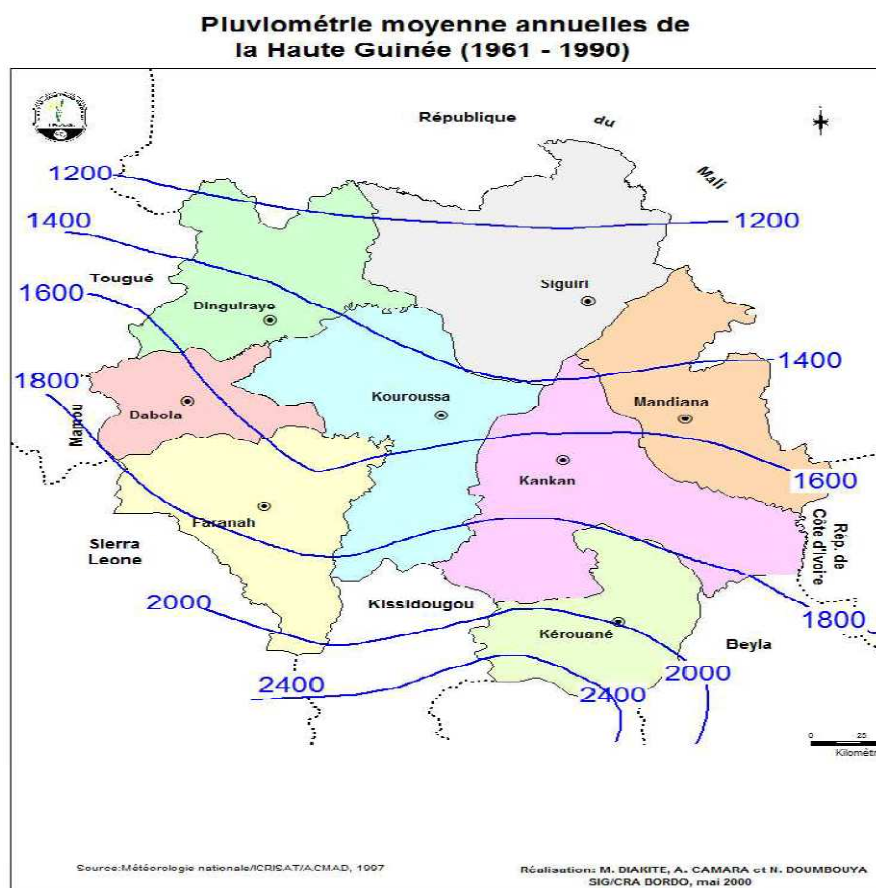 Pluviométrie moyenne annuelles de
la Haute Guinée (1961 - 1990)
République du Mali
1200
1200
1400
Tougué
1600
Siguiri
Dinguiraye
1400
1800
Kouroussa
Mandiana
Dabola
Mamou
1600
Kankan
Faranah
Rép. de
Côte d'Ivoire
Sierra
Leone
2000
Kissidougou
1800
Kérouané
Beyla
2000
2400
2400
0 25
Kilomètr
Source:Météorologie nationale/ICRISAT/ACMAD, 1997
Réalisation: M. DIAKITE, A. CAMARA et N. DOUMBOUYA
SIG/CRA BORDO, mai 2000